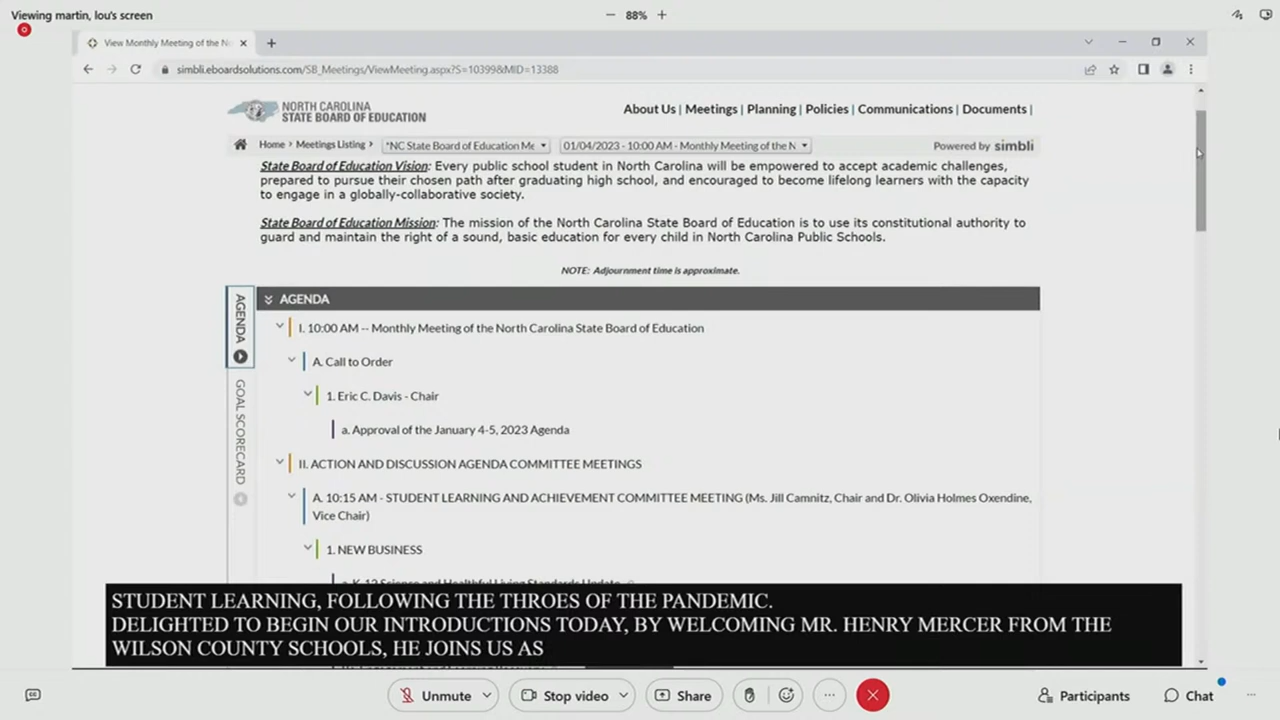 Viewing martin, lou's screen
88%
View Monthly Meeting of the No
simbli.eboardsolutions.com/SB_Meetings/ViewMeeting.aspx?S=10399&MID=13388
NORTH CAROLINA
STATE BOARD OF EDUCATION
About Us | Meetings | Planning | Policies | Communications | Documents |
Home > Meetings Listing > *NC State Board of Education Me 01/04/2023 - 10:00 AM - Monthly Meeting of the N Powered by simbli
State Board of Education Vision: Every public school student in North Carolina will be empowered to accept academic challenges,
prepared to pursue their chosen path after graduating high school, and encouraged to become lifelong learners with the capacity
to engage in a globally-collaborative society.
State Board of Education Mission: The mission of the North Carolina State Board of Education is to use its constitutional authority to
guard and maintain the right of a sound, basic education for every child in North Carolina Public Schools.
NOTE: Adjournment time is approximate.
AGENDA
AGENDA
GOAL SCORECARD
I. 10:00 AM -- Monthly Meeting of the North Carolina State Board of Education
A. Call to Order
1. Eric C. Davis - Chair
a. Approval of the January 4-5, 2023 Agenda
II. ACTION AND DISCUSSION AGENDA COMMITTEE MEETINGS
A. 10:15 AM - STUDENT LEARNING AND ACHIEVEMENT COMMITTEE MEETING (Ms. Jill Camnitz, Chair and Dr. Olivia Holmes Oxendine,
Vice Chair)
1. NEW BUSINESS
a. K-12 Science and Healthful Living Standards Update
STUDENT LEARNING, FOLLOWING THE THROES OF THE PANDEMIC.
DELIGHTED TO BEGIN OUR INTRODUCTIONS TODAY, BY WELCOMING MR. HENRY MERCER FROM THE
WILSON COUNTY SCHOOLS, HE JOINS US AS
Unmute Stop video Share Participants Chat